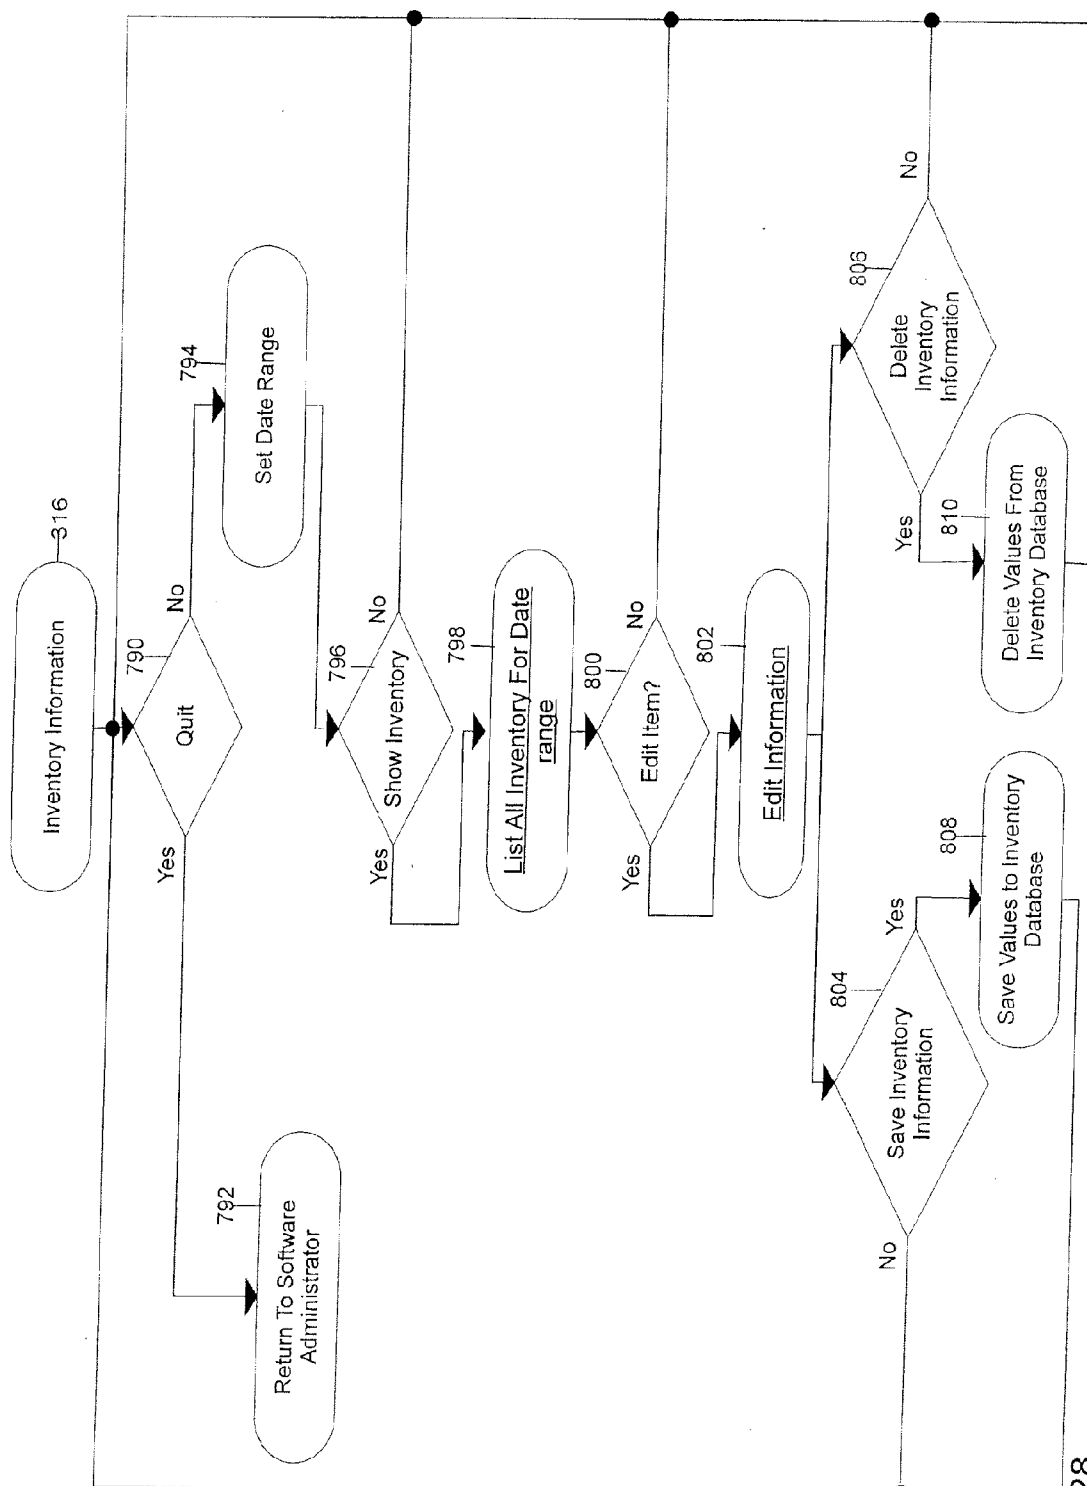 Inventory Information
316
790
Quit
Yes
No
792
Return To Software
Administrator
794
Set Date Range
796
Show Inventory
Yes
No
798
List All Inventory For Date
range
800
Edit Item?
Yes
No
802
Edit Information
804
Save Inventory
Information
No
Yes
806
Delete
Inventory
Information
Yes
No
808
Save Values to Inventory
Database
810
Delete Values From
Inventory Database